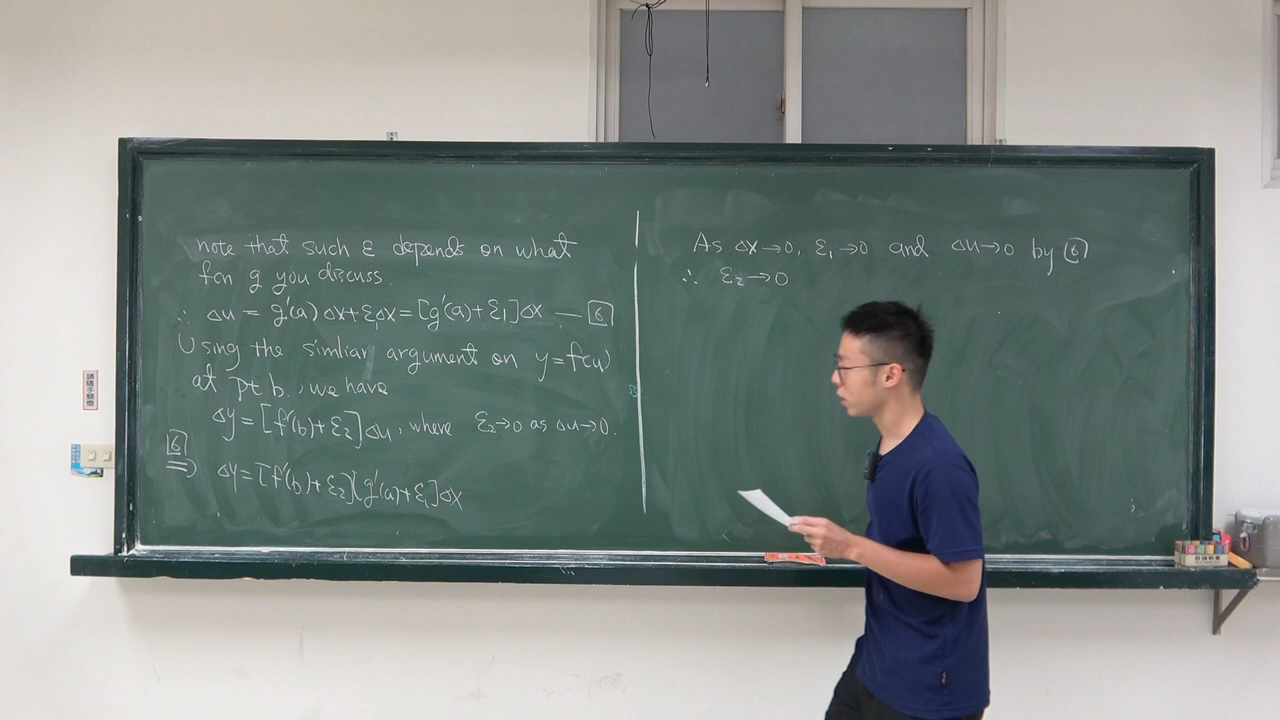 note that such ε depends on what
fcn g you discuss.
∴ Δu = g'(a)Δx+ε₁Δx=[g'(a)+ε₁]Δx — 6
Using the simliar argument on y=f(u)
at pt b, we have
Δy=[f'(b)+ε₂]Δu, where ε₂→0 as Δu→0.
6
⇒ Δy=[f'(b)+ε₂][g'(a)+ε₁]Δx
As Δx→0, ε₁→0 and Δu→0 by 6
∴ ε₂→0